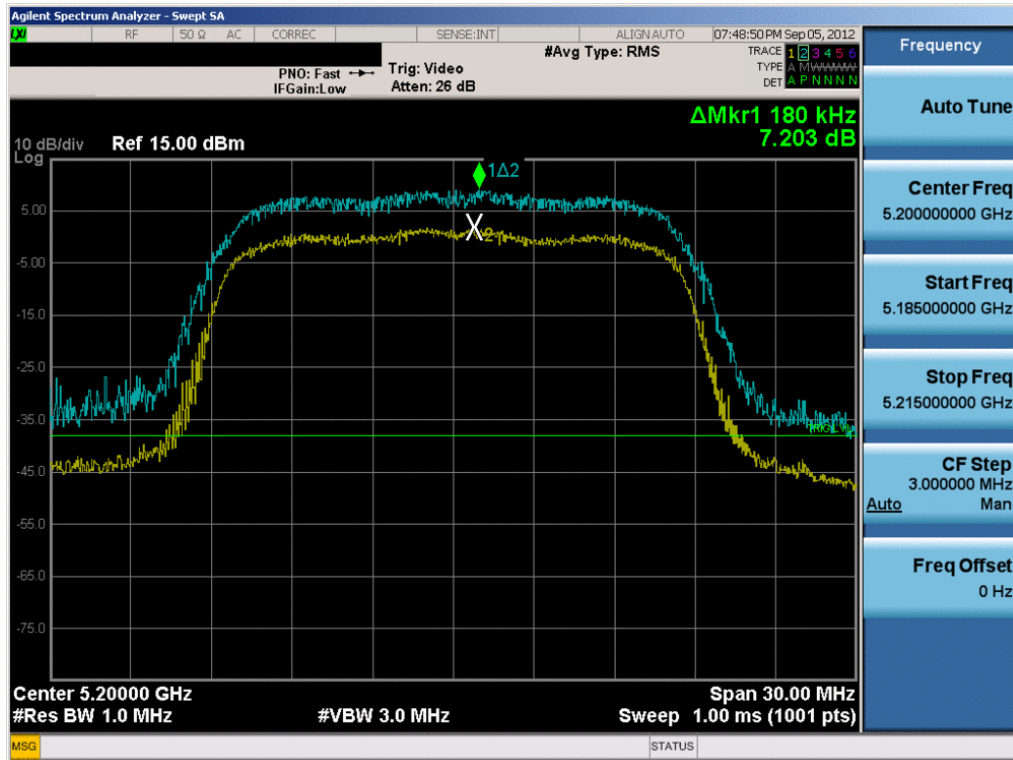 Agilent Spectrum Analyzer - Swept SA
LXI RF 50 Ω AC CORREC SENSE:INT ALIGN AUTO 07:48:50 PM Sep 05, 2012
#Avg Type: RMS
TRACE 1 2 3 4 5 6
PNO: Fast
IFGain:Low
Trig: Video
Atten: 26 dB
TYPE A M W W W W
DET A P N N N N
ΔMkr1 180 kHz
7.203 dB
10 dB/div Ref 15.00 dBm
Log
1Δ2
5.00
2
-5.00
-15.0
-25.0
-35.0
-45.0
-55.0
-65.0
-75.0
Center 5.20000 GHz Span 30.00 MHz
#Res BW 1.0 MHz #VBW 3.0 MHz Sweep 1.00 ms (1001 pts)
MSG STATUS
Frequency
Auto Tune
Center Freq
5.200000000 GHz
Start Freq
5.185000000 GHz
Stop Freq
5.215000000 GHz
CF Step
3.000000 MHz
Auto Man
Freq Offset
0 Hz